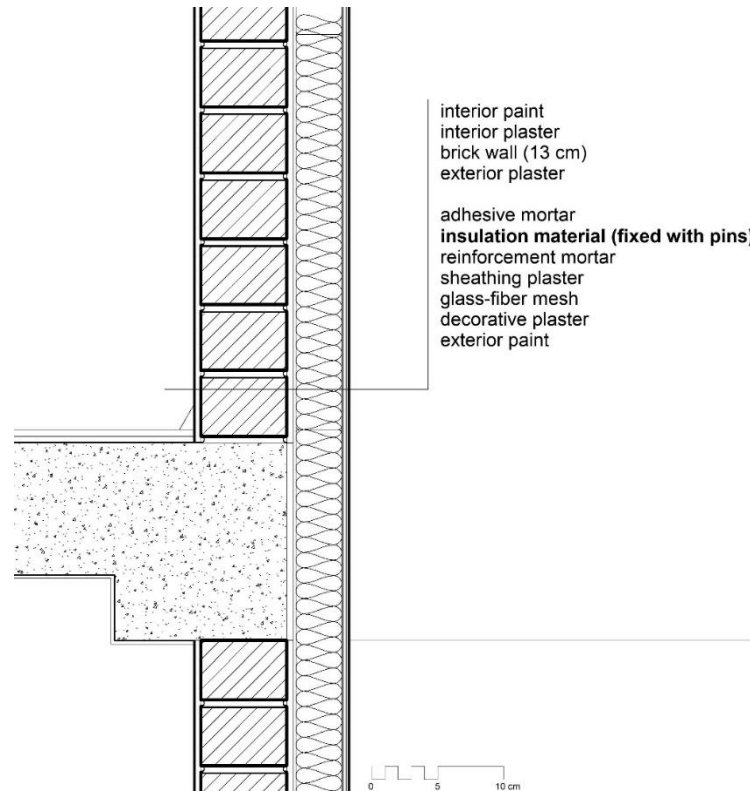 interior paint
interior plaster
brick wall (13 cm)
exterior plaster
adhesive mortar
insulation material (fixed with pins)
reinforcement mortar
sheathing plaster
glass-fiber mesh
decorative plaster
exterior paint
0 5 10 cm